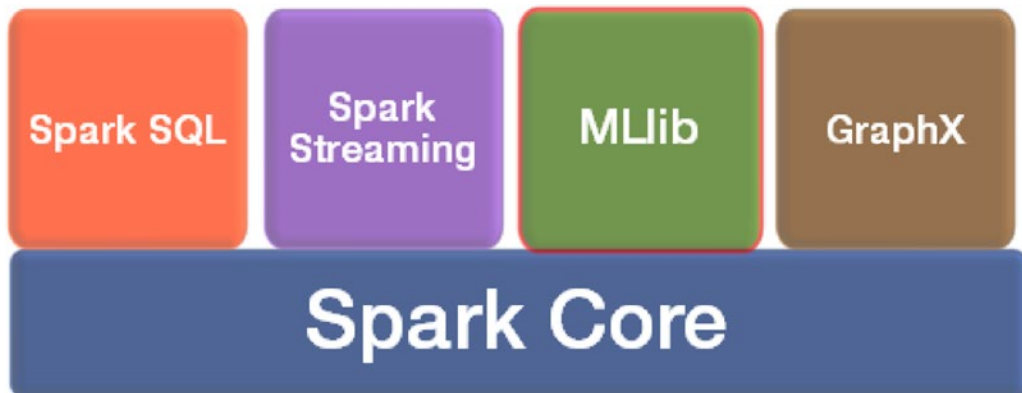 Spark SQL
Spark
Streaming
MLlib
GraphX
Spark Core